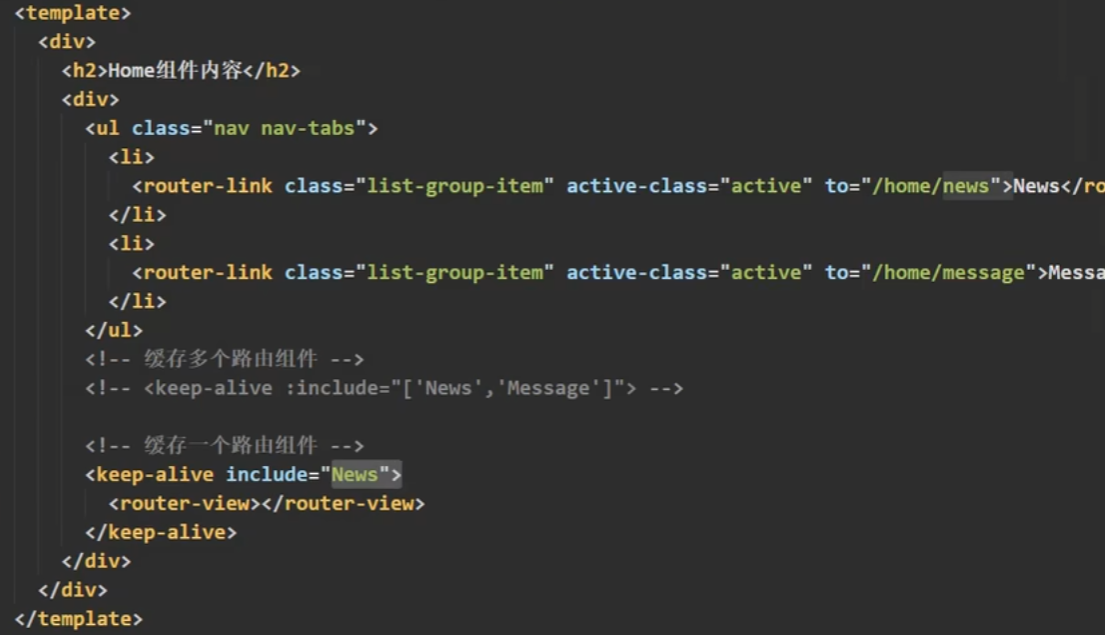 <template>
<div>
<h2>Home组件内容</h2>
<div>
<ul class="nav nav-tabs">
<li>
<router-link class="list-group-item" active-class="active" to="/home/news">News</ro
</li>
<li>
<router-link class="list-group-item" active-class="active" to="/home/message">Messa
</li>
</ul>
<!-- 缓存多个路由组件 -->
<!-- <keep-alive :include="['News','Message']"> -->
<!-- 缓存一个路由组件 -->
<keep-alive include="News">
<router-view></router-view>
</keep-alive>
</div>
</div>
</template>